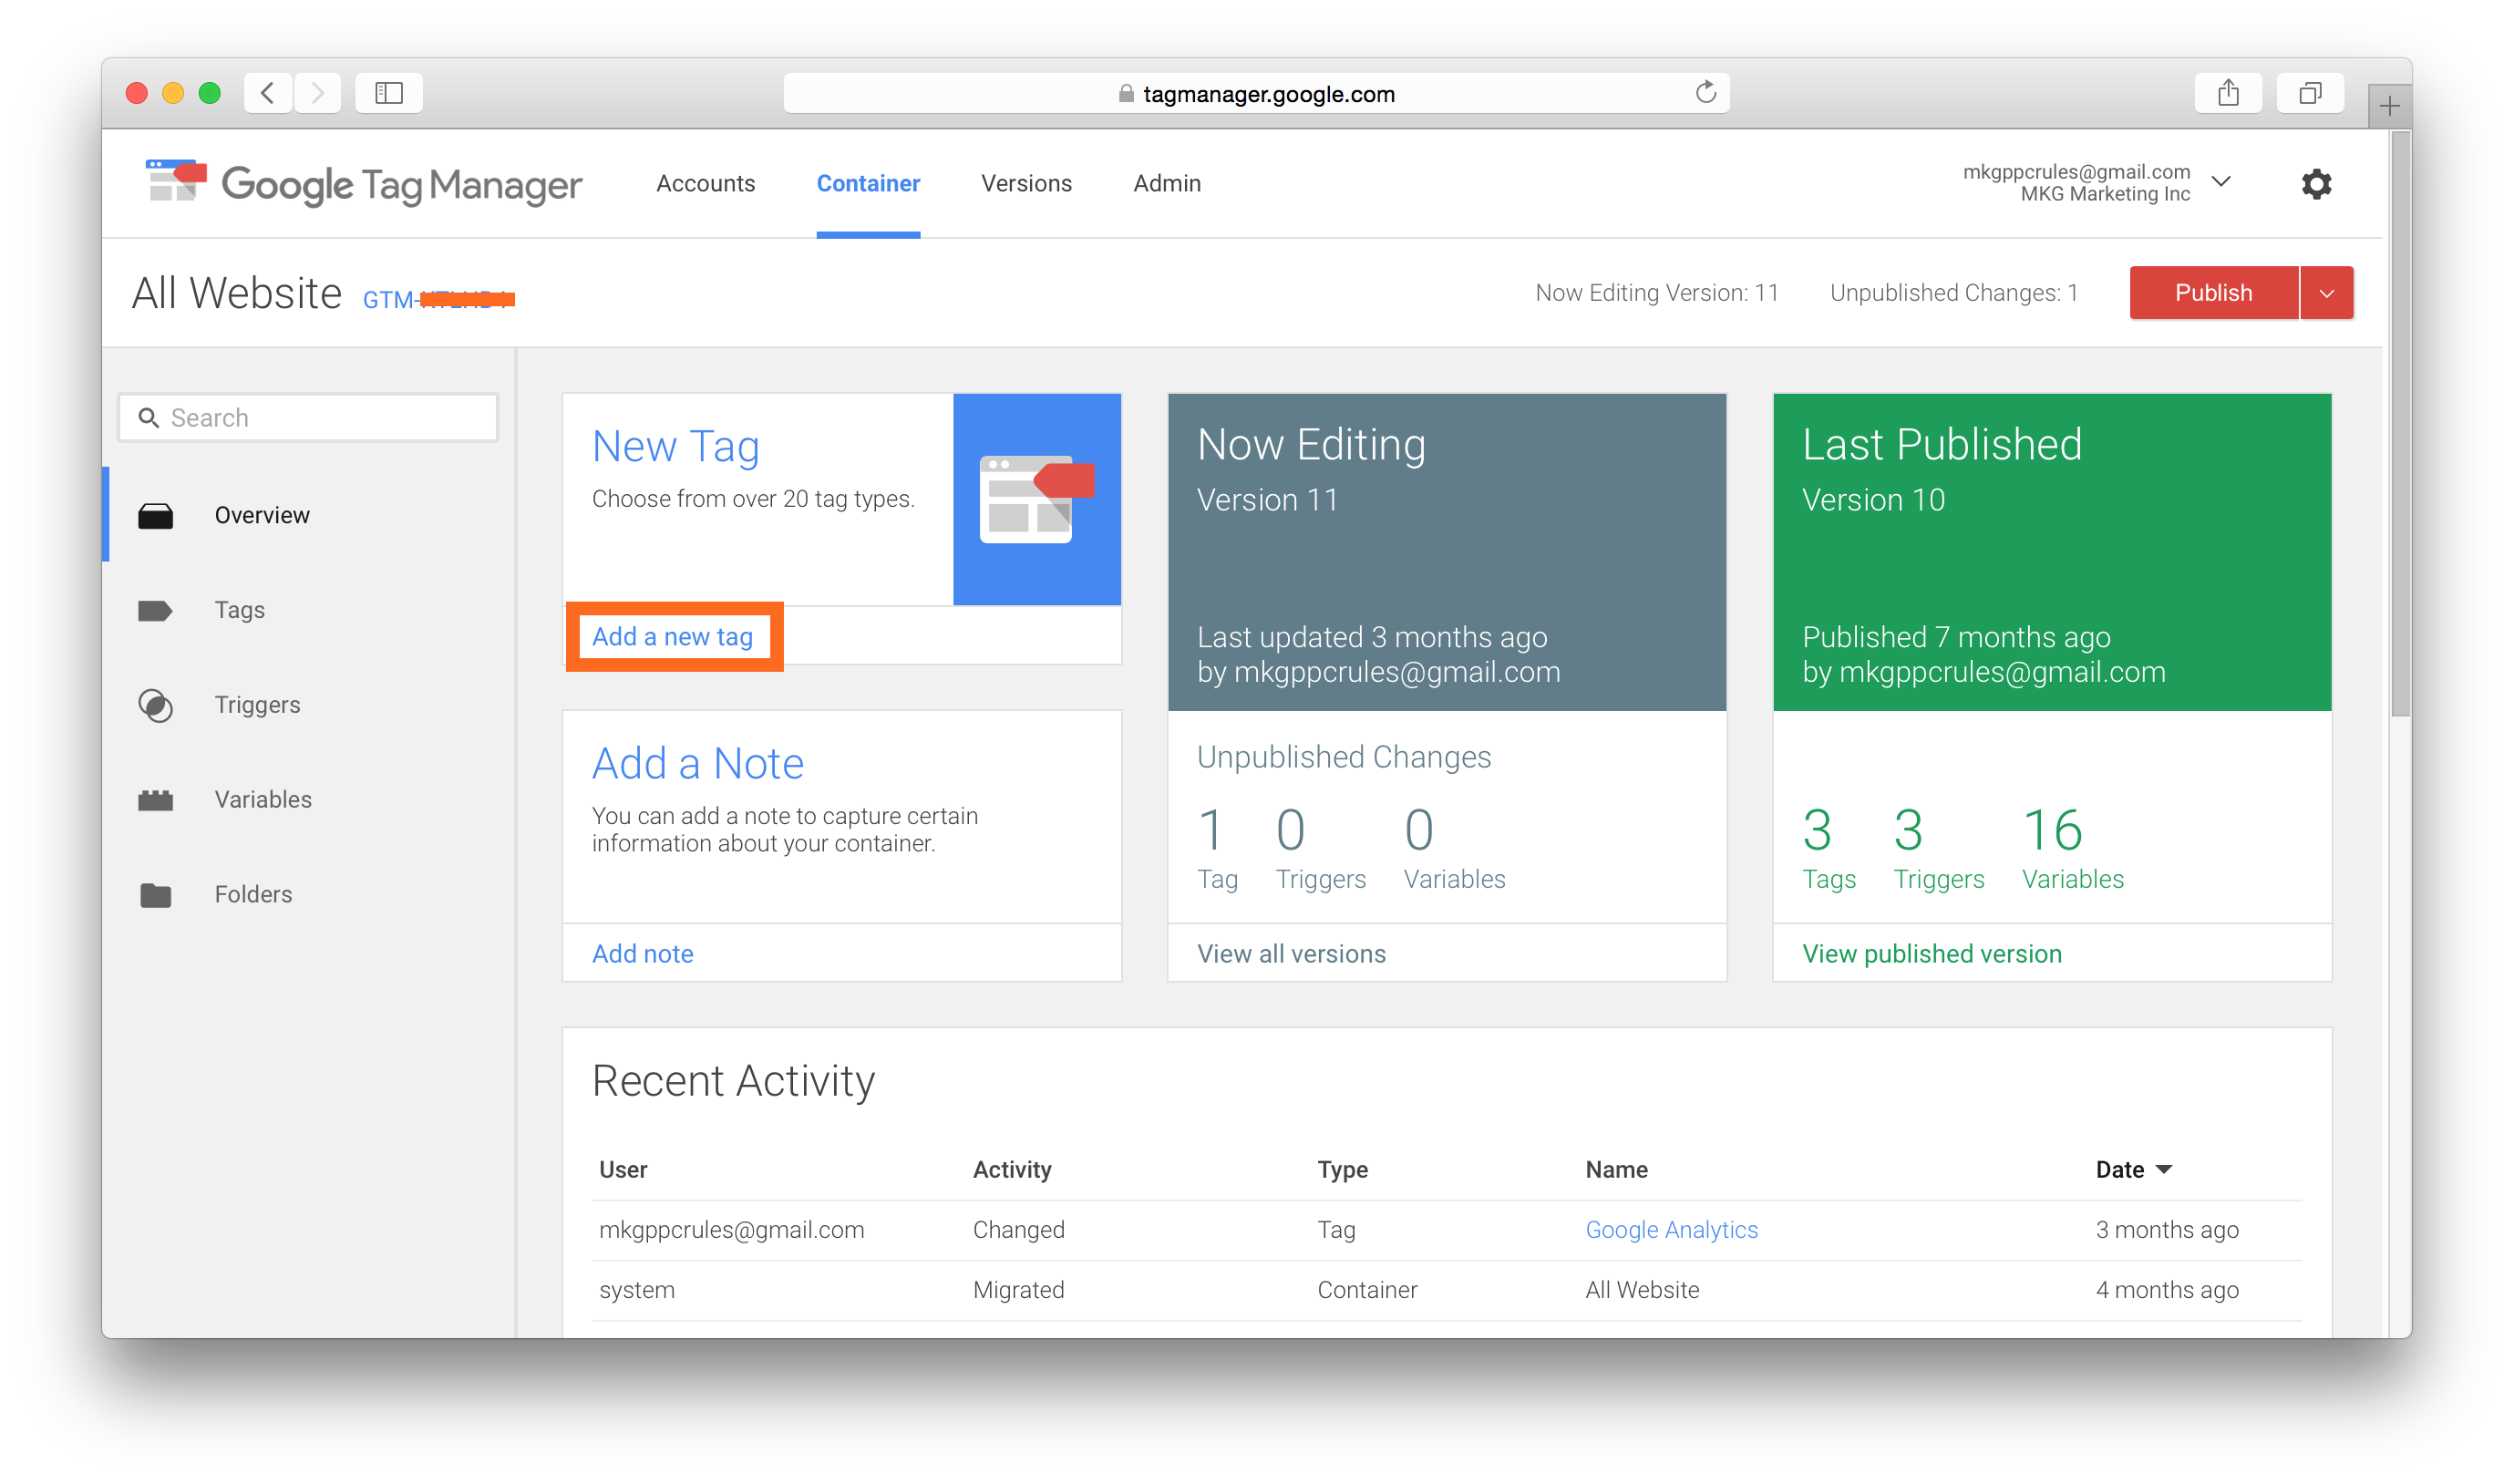 tagmanager.google.com
Google Tag Manager
Accounts
Container
Versions
Admin
mkgppcrules@gmail.com
MKG Marketing Inc
All Website
GTM-
Now Editing Version: 11
Unpublished Changes: 1
Publish
Search
Overview
Tags
Triggers
Variables
Folders
New Tag
Choose from over 20 tag types.
Add a new tag
Add a Note
You can add a note to capture certain
information about your container.
Add note
Now Editing
Version 11
Last updated 3 months ago
by mkgppcrules@gmail.com
Unpublished Changes
1 0 0
Tag Triggers Variables
View all versions
Last Published
Version 10
Published 7 months ago
by mkgppcrules@gmail.com
3 3 16
Tags Triggers Variables
View published version
Recent Activity
User Activity Type Name Date
mkgppcrules@gmail.com Changed Tag Google Analytics 3 months ago
system Migrated Container All Website 4 months ago